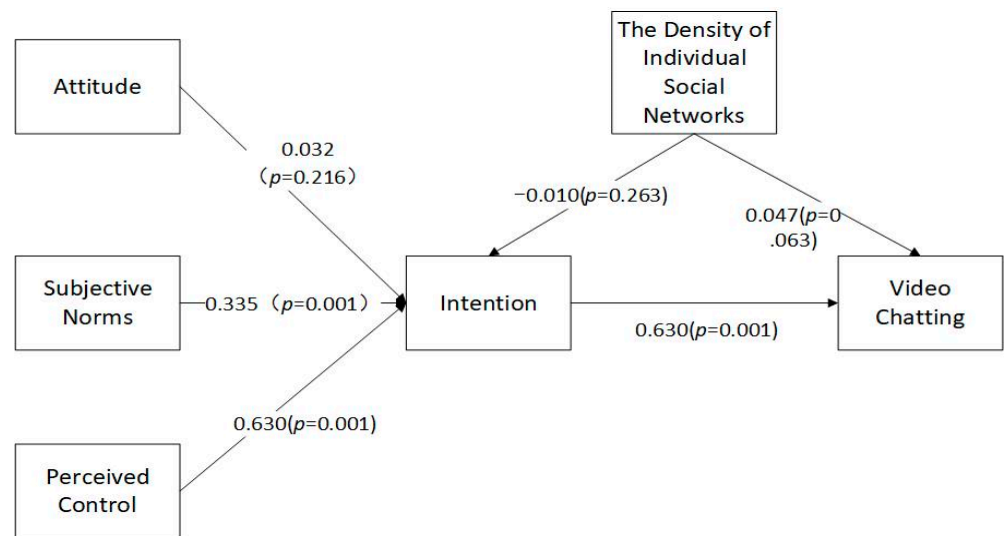 The Density of
Individual
Social
Networks
Attitude
0.032
（p=0.216）
−0.010(p=0.263)
0.047(p=0
.063)
Subjective
Norms
0.335（p=0.001）
Intention
0.630(p=0.001)
Video
Chatting
0.630(p=0.001)
Perceived
Control